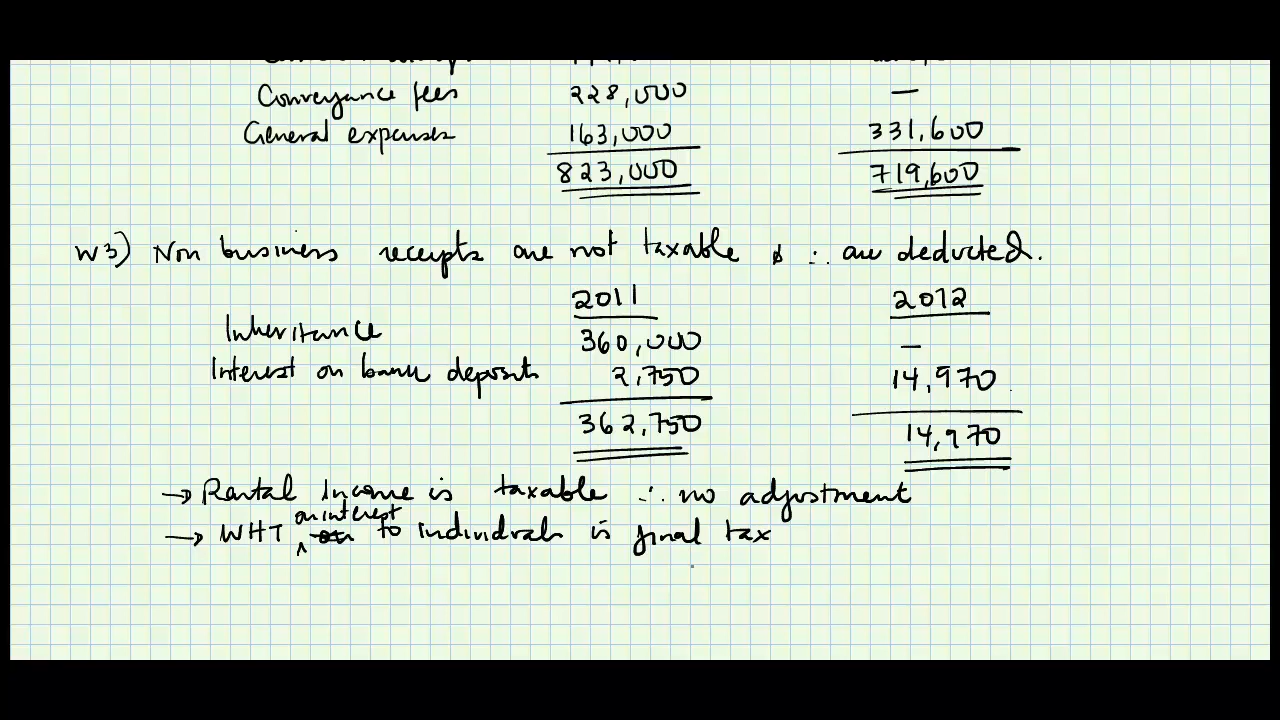 Conveyance fees 228,000 —
General expenses 163,000 331,600
823,000 719,600
W3) Non business receipts are not taxable & ∴ are deducted.
2011 2012
Inheritance 360,000 —
Interest on bank deposits 2,750 14,970
362,750 14,970
→ Rental Income is taxable ∴ no adjustment
→ WHT on interest to individuals is final tax